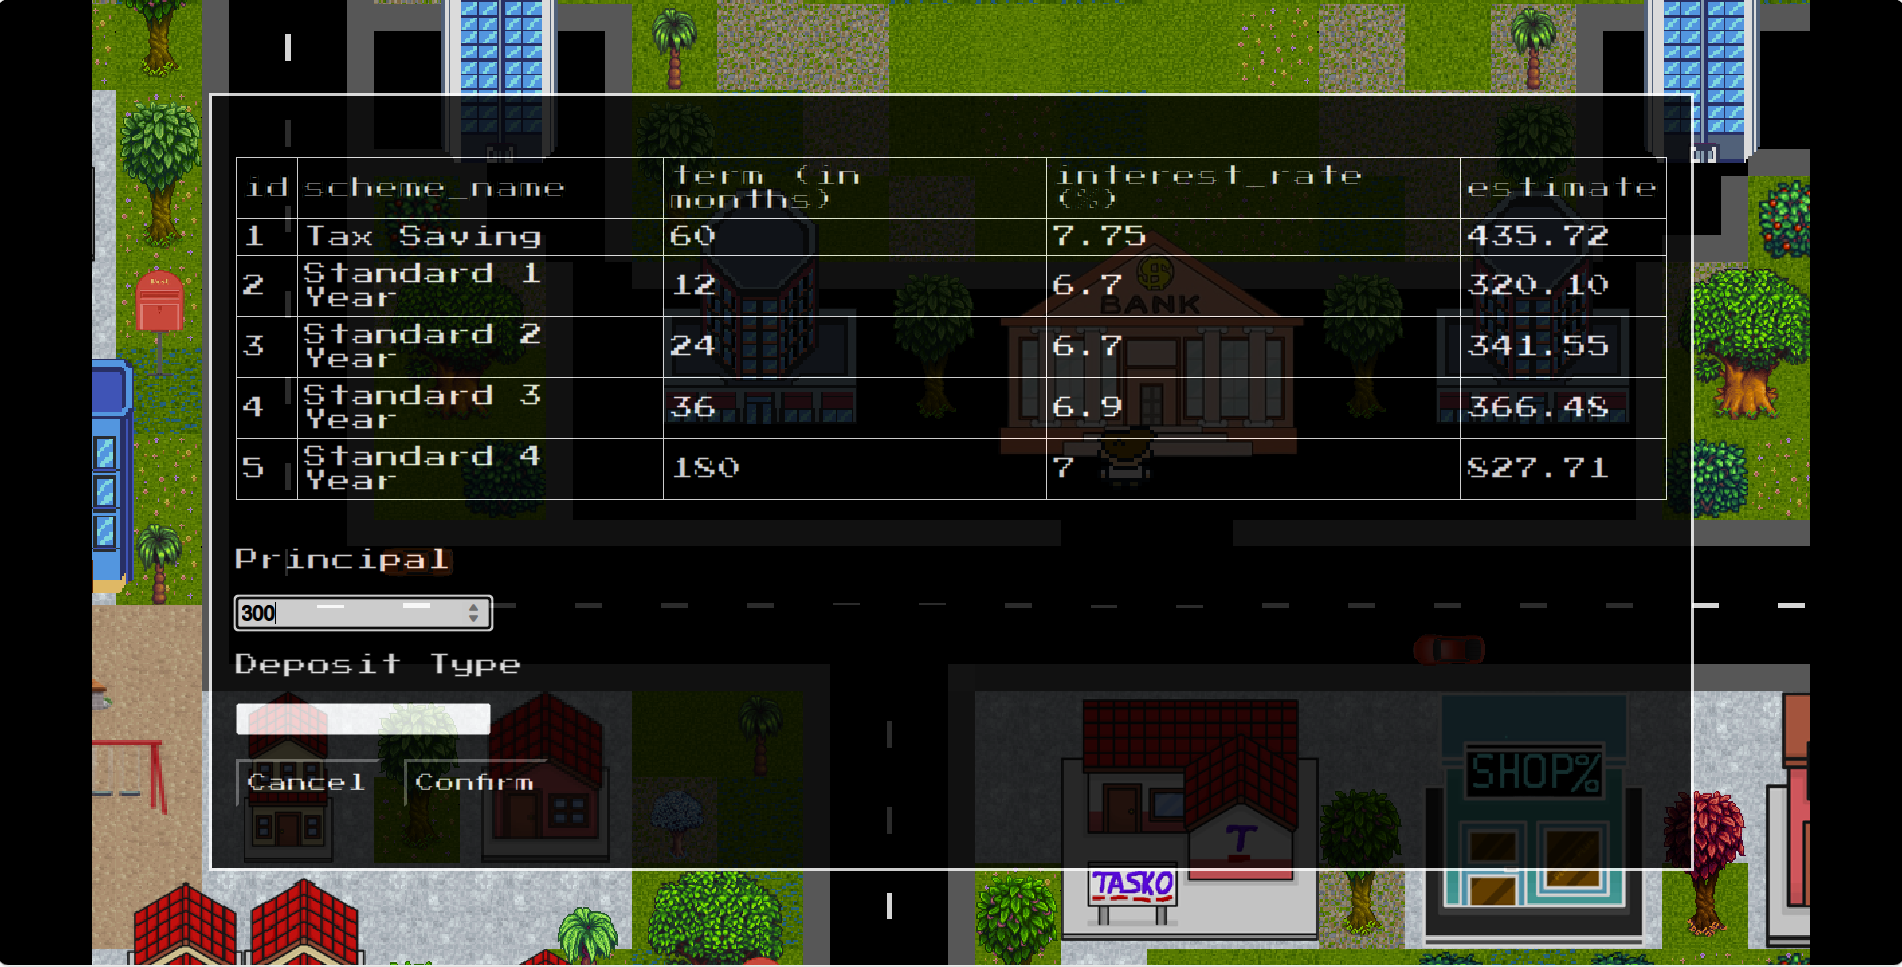 id scheme_name term (in months) interest_rate (%) estimate
1 Tax Saving 60 7.75 435.72
2 Standard 1 Year 12 6.7 320.10
3 Standard 2 Year 24 6.7 341.55
4 Standard 3 Year 36 6.9 366.48
5 Standard 4 Year 180 7 827.71
BANK
Principal
300
Deposit Type
Cancel Confirm
SHOP%
T
TASKO